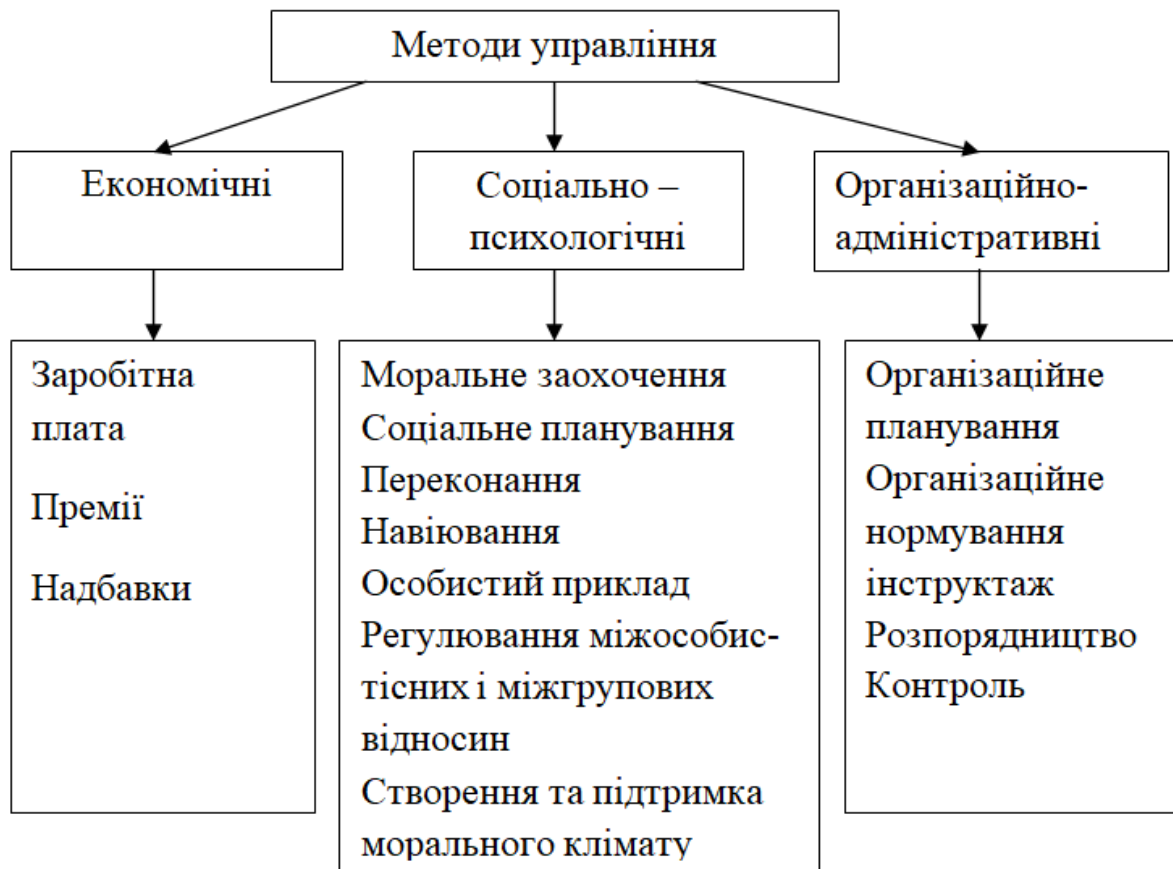 Методи управління
Економічні
Соціально –
психологічні
Організаційно-
адміністративні
Заробітна
плата
Премії
Надбавки
Моральне заохочення
Соціальне планування
Переконання
Навіювання
Особистий приклад
Регулювання міжособис-
тісних і міжгрупових
відносин
Створення та підтримка
морального клімату
Організаційне
планування
Організаційне
нормування
інструктаж
Розпорядництво
Контроль